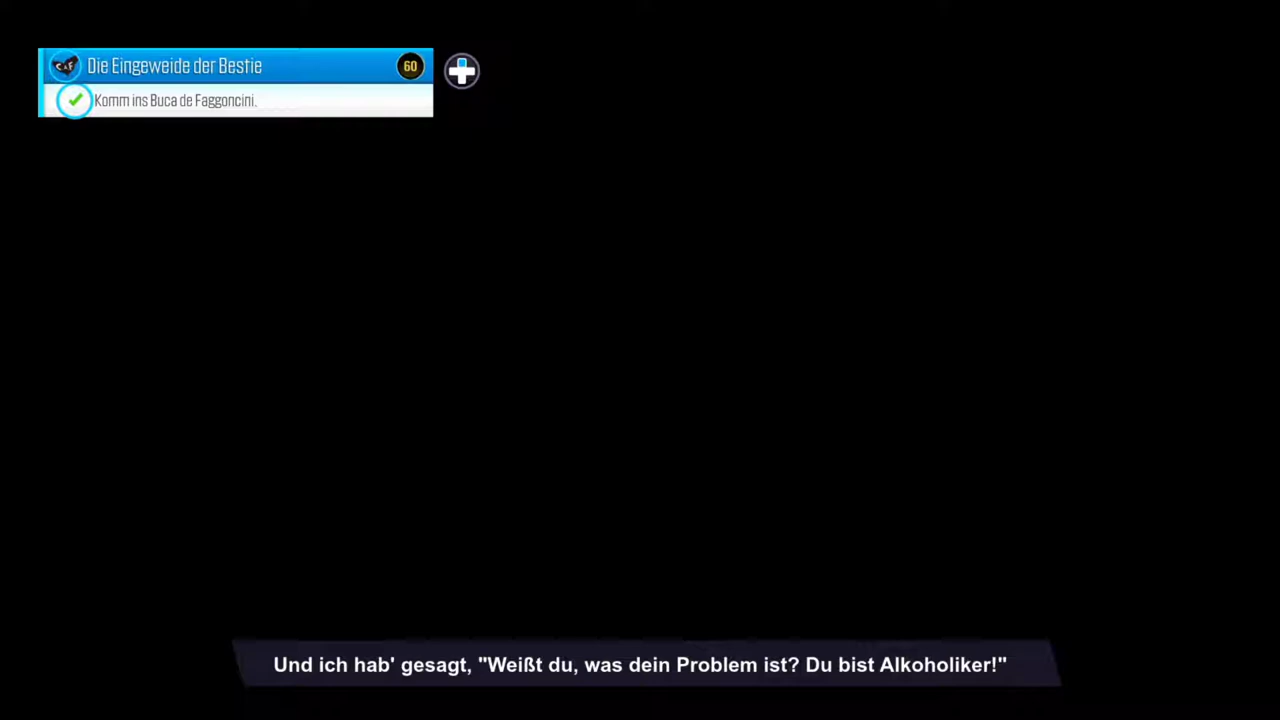 Die Eingeweide der Bestie
60
Komm ins Buca de Faggoncini.
Und ich hab' gesagt, "Weißt du, was dein Problem ist? Du bist Alkoholiker!"